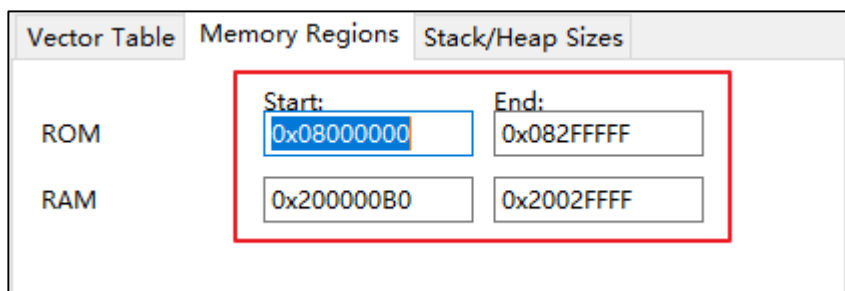 Vector Table Memory Regions Stack/Heap Sizes
Start: End:
ROM 0x08000000 0x082FFFFF
RAM 0x200000B0 0x2002FFFF